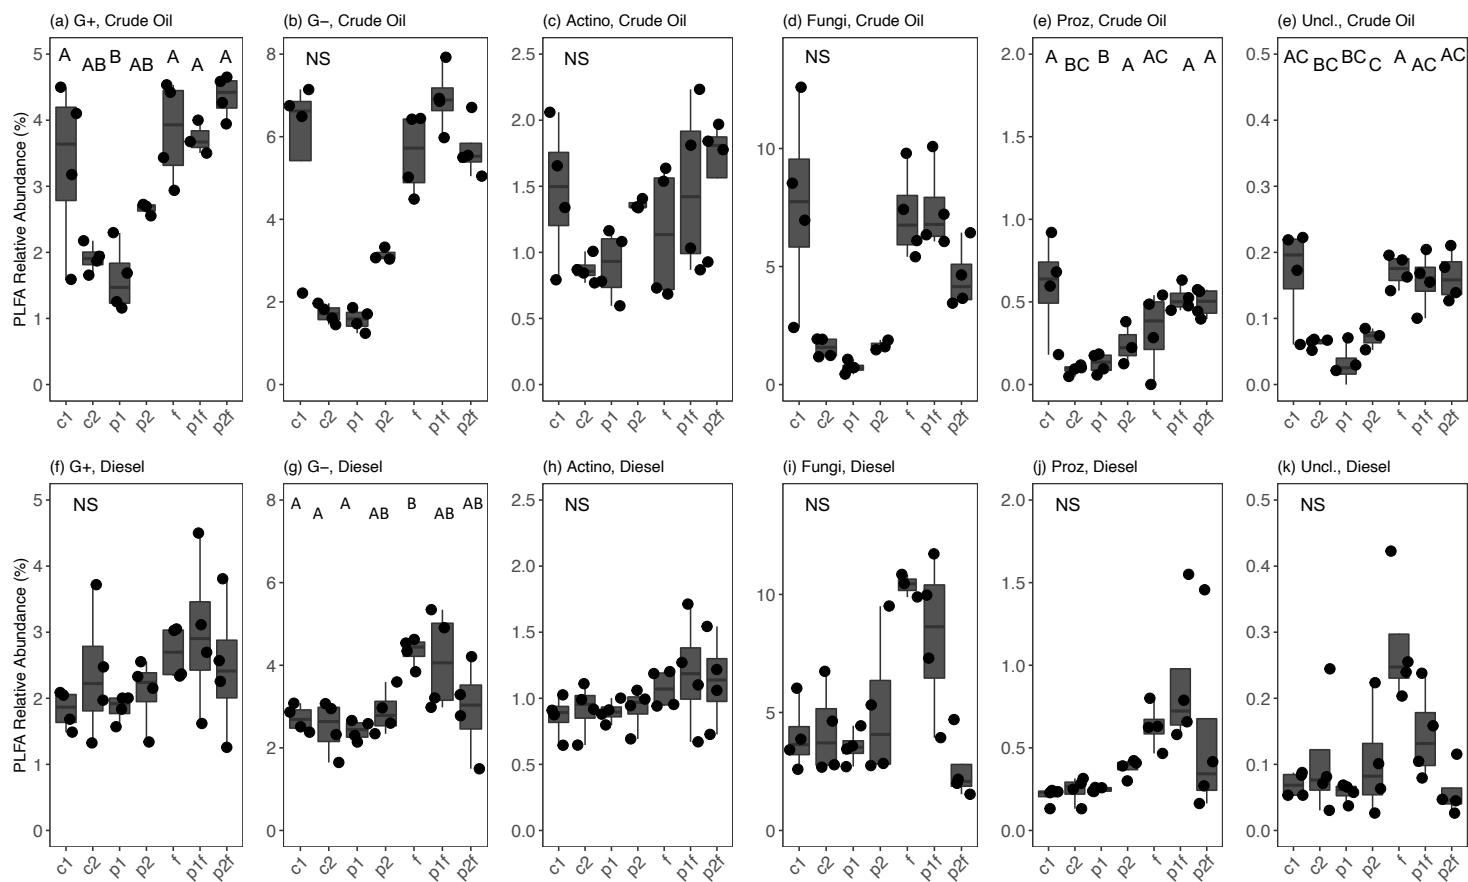 (a) G+, Crude Oil
(b) G−, Crude Oil
(c) Actino, Crude Oil
(d) Fungi, Crude Oil
(e) Proz, Crude Oil
(e) Uncl., Crude Oil
PLFA Relative Abundance (%)
5
4
3
2
1
0
A AB B AB A A A
c1 c2 p1 p2 f p1f p2f
8
6
4
2
0
NS
c1 c2 p1 p2 f p1f p2f
2.5
2.0
1.5
1.0
0.5
0.0
NS
c1 c2 p1 p2 f p1f p2f
10
5
0
NS
c1 c2 p1 p2 f p1f p2f
2.0
1.5
1.0
0.5
0.0
A BC B A AC A A
c1 c2 p1 p2 f p1f p2f
0.5
0.4
0.3
0.2
0.1
0.0
AC BC BC C A AC AC
c1 c2 p1 p2 f p1f p2f
(f) G+, Diesel
(g) G−, Diesel
(h) Actino, Diesel
(i) Fungi, Diesel
(j) Proz, Diesel
(k) Uncl., Diesel
PLFA Relative Abundance (%)
5
4
3
2
1
0
NS
c1 c2 p1 p2 f p1f p2f
8
6
4
2
0
A A A AB B AB AB
c1 c2 p1 p2 f p1f p2f
2.5
2.0
1.5
1.0
0.5
0.0
NS
c1 c2 p1 p2 f p1f p2f
10
5
0
NS
c1 c2 p1 p2 f p1f p2f
2.0
1.5
1.0
0.5
0.0
NS
c1 c2 p1 p2 f p1f p2f
0.5
0.4
0.3
0.2
0.1
0.0
NS
c1 c2 p1 p2 f p1f p2f